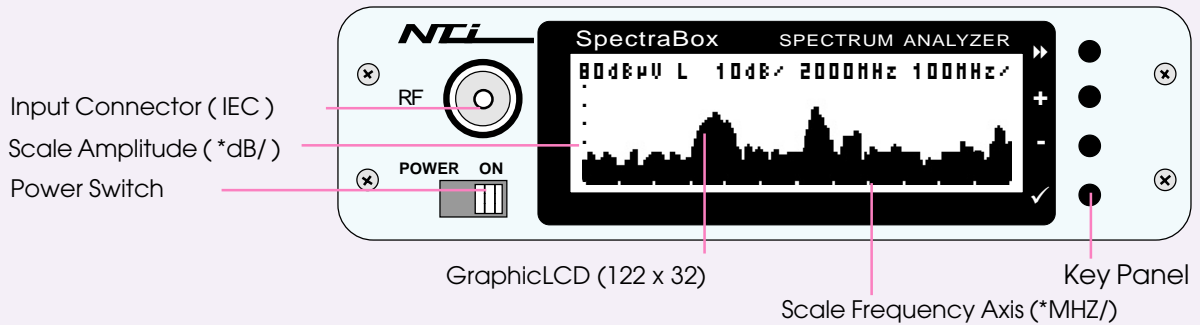 NTi
SpectraBox SPECTRUM ANALYZER
80dBµV L 10dB/ 2000MHz 100MHz/
RF
+
-
✓
POWER ON
Input Connector ( IEC )
Scale Amplitude ( *dB/ )
Power Switch
GraphicLCD (122 x 32)
Key Panel
Scale Frequency Axis (*MHZ/)